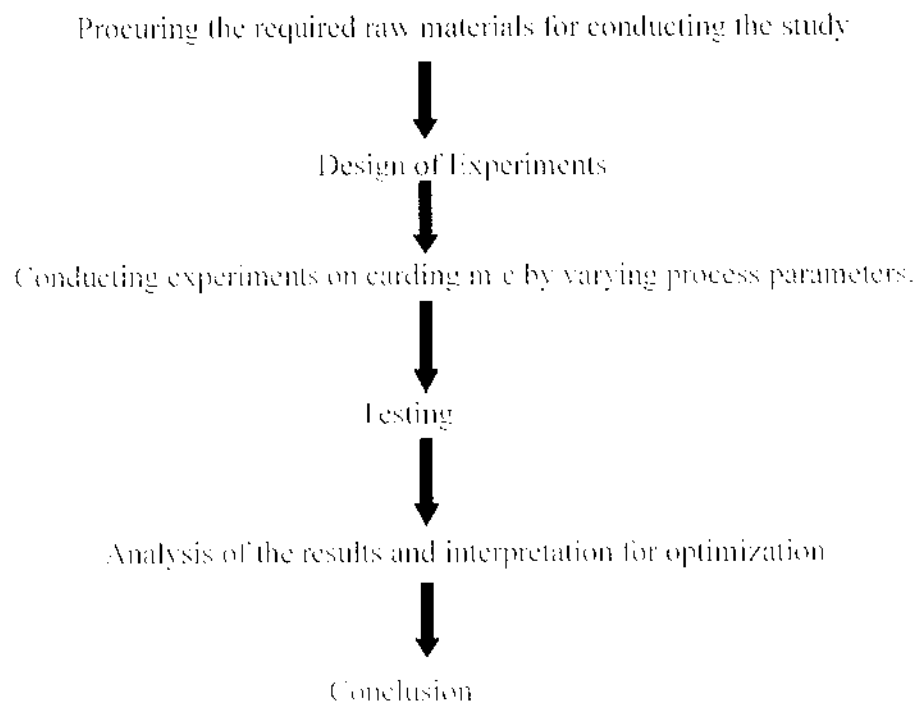 Procuring the required raw materials for conducting the study
Design of Experiments
Conducting experiments on carding m c by varying process parameters.
Testing
Analysis of the results and interpretation for optimization
Conclusion